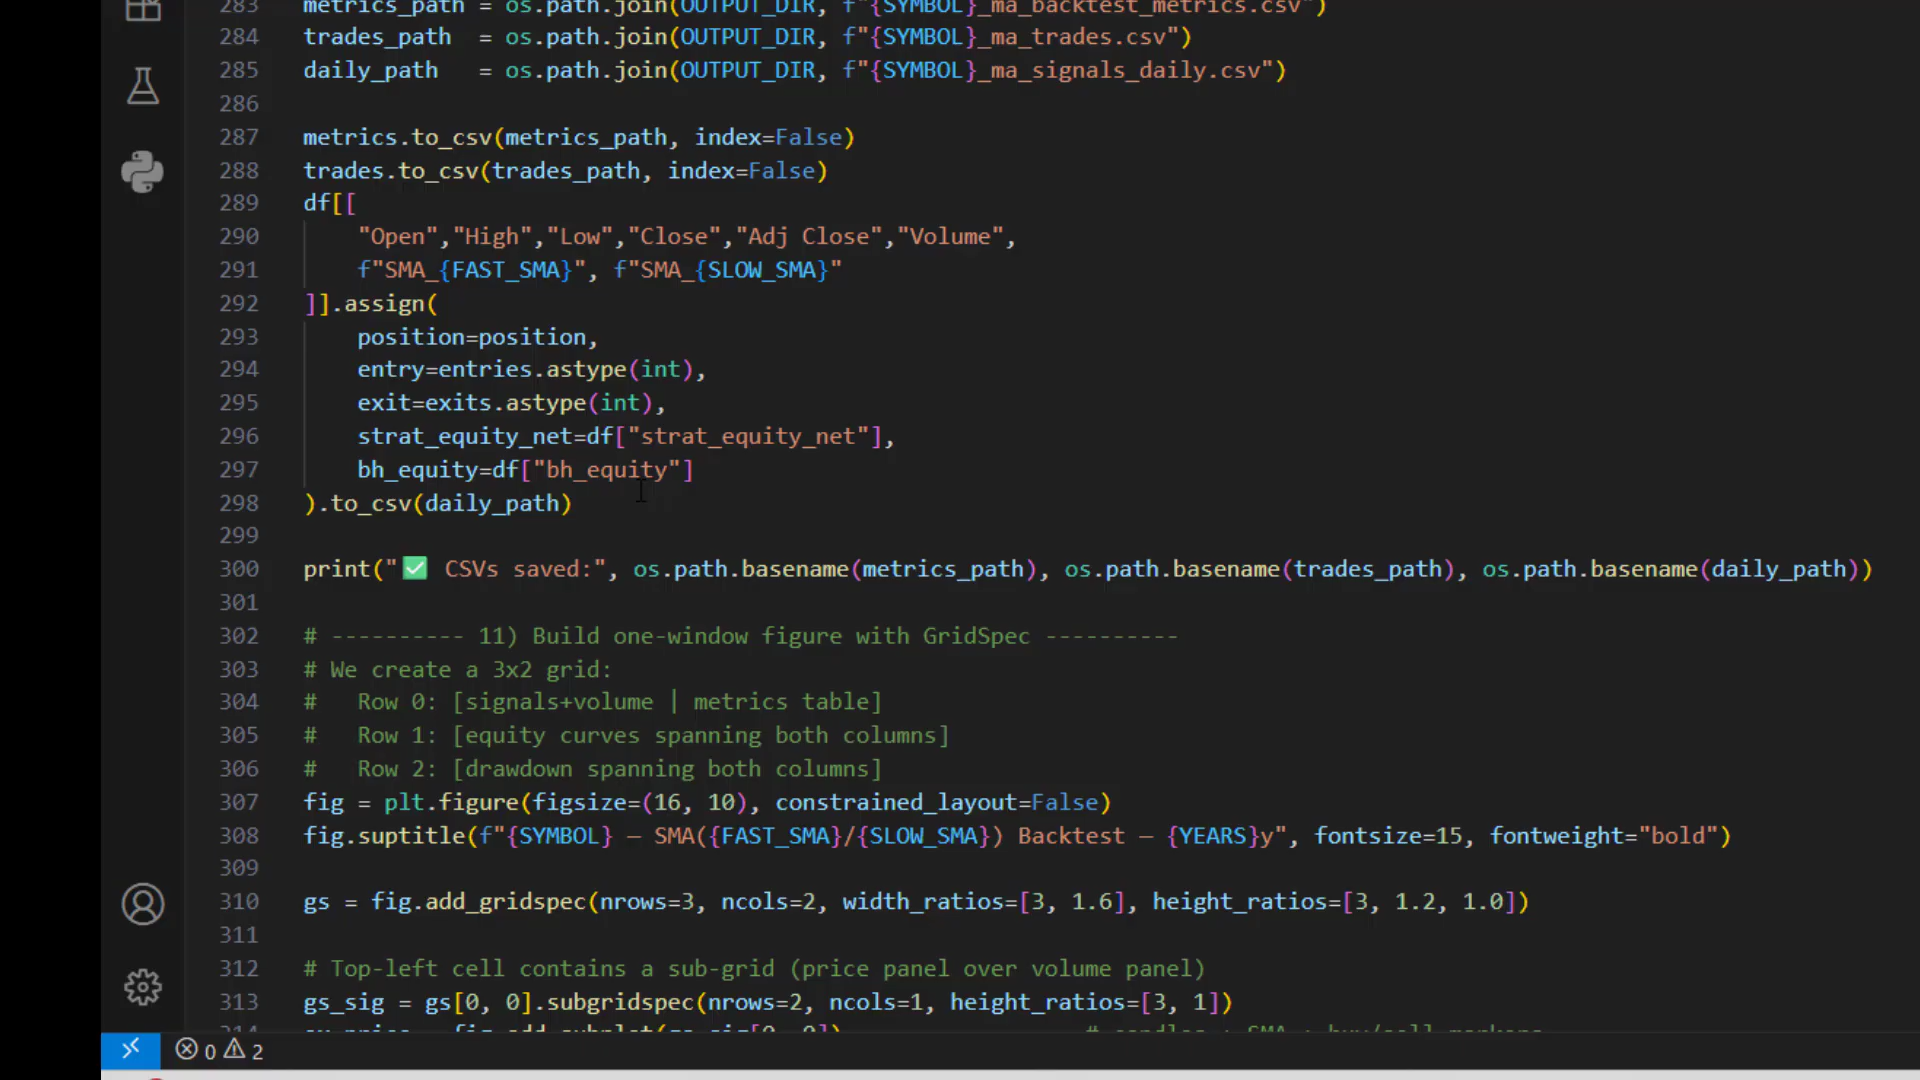 283 metrics_path = os.path.join(OUTPUT_DIR, f"{SYMBOL}_ma_backtest_metrics.csv")
284 trades_path  = os.path.join(OUTPUT_DIR, f"{SYMBOL}_ma_trades.csv")
285 daily_path   = os.path.join(OUTPUT_DIR, f"{SYMBOL}_ma_signals_daily.csv")
286
287 metrics.to_csv(metrics_path, index=False)
288 trades.to_csv(trades_path, index=False)
289 df[[
290     "Open","High","Low","Close","Adj Close","Volume",
291     f"SMA_{FAST_SMA}", f"SMA_{SLOW_SMA}"
292 ]].assign(
293     position=position,
294     entry=entries.astype(int),
295     exit=exits.astype(int),
296     strat_equity_net=df["strat_equity_net"],
297     bh_equity=df["bh_equity"]
298 ).to_csv(daily_path)
299
300 print("✅ CSVs saved:", os.path.basename(metrics_path), os.path.basename(trades_path), os.path.basename(daily_path))
301
302 # ---------- 11) Build one-window figure with GridSpec ----------
303 # We create a 3x2 grid:
304 #   Row 0: [signals+volume | metrics table]
305 #   Row 1: [equity curves spanning both columns]
306 #   Row 2: [drawdown spanning both columns]
307 fig = plt.figure(figsize=(16, 10), constrained_layout=False)
308 fig.suptitle(f"{SYMBOL} — SMA({FAST_SMA}/{SLOW_SMA}) Backtest — {YEARS}y", fontsize=15, fontweight="bold")
309
310 gs = fig.add_gridspec(nrows=3, ncols=2, width_ratios=[3, 1.6], height_ratios=[3, 1.2, 1.0])
311
312 # Top-left cell contains a sub-grid (price panel over volume panel)
313 gs_sig = gs[0, 0].subgridspec(nrows=2, ncols=1, height_ratios=[3, 1])
0 2